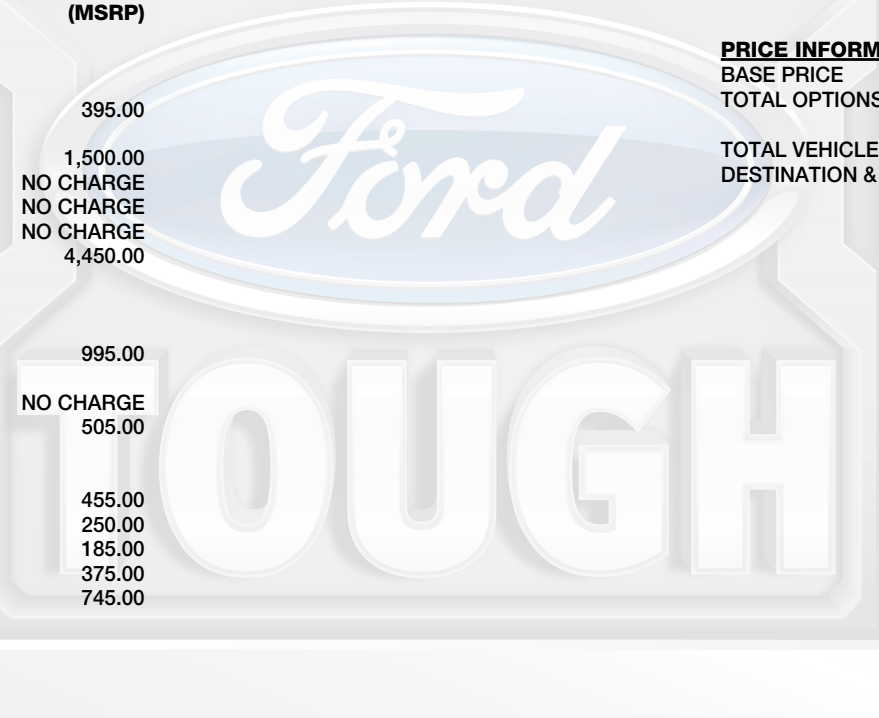 (MSRP)
395.00
1,500.00
NO CHARGE
NO CHARGE
NO CHARGE
4,450.00
995.00
NO CHARGE
505.00
455.00
250.00
185.00
375.00
745.00
PRICE INFORM
BASE PRICE
TOTAL OPTIONS
TOTAL VEHICLE
DESTINATION &
Ford
TOUGH